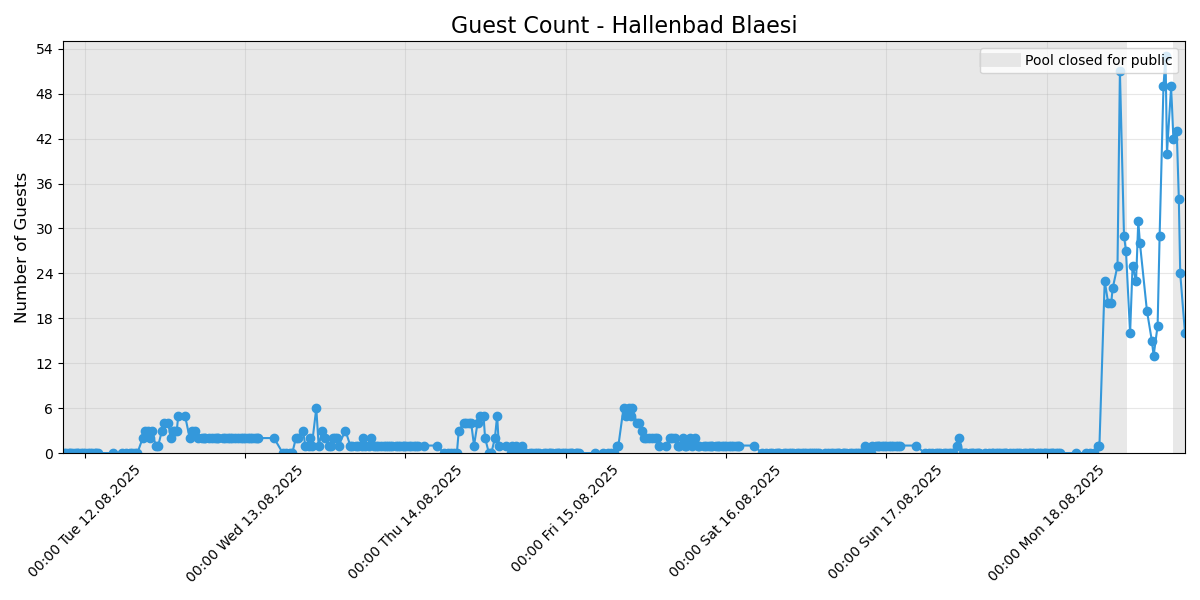 Guest Count - Hallenbad Blaesi
Pool closed for public
Number of Guests
54
48
42
36
30
24
18
12
6
0
00:00 Tue 12.08.2025
00:00 Wed 13.08.2025
00:00 Thu 14.08.2025
00:00 Fri 15.08.2025
00:00 Sat 16.08.2025
00:00 Sun 17.08.2025
00:00 Mon 18.08.2025